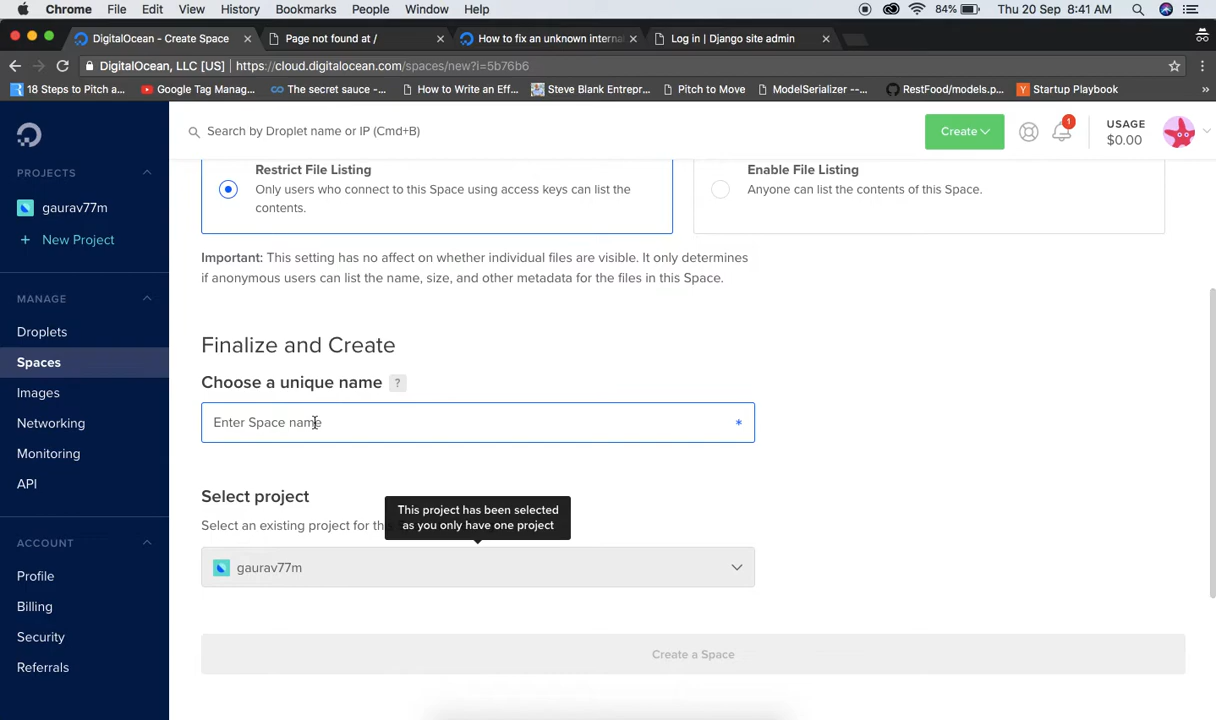 Chrome File Edit View History Bookmarks People Window Help 84% Thu 20 Sep 8:41 AM
DigitalOcean - Create Space × Page not found at / × How to fix an unknown interna × Log in | Django site admin ×
DigitalOcean, LLC [US] | https://cloud.digitalocean.com/spaces/new?i=5b76b6
18 Steps to Pitch a... Google Tag Manag... The secret sauce -... How to Write an Eff... Steve Blank Entrepr... Pitch to Move ModelSerializer --... RestFood/models.p... Startup Playbook »
Search by Droplet name or IP (Cmd+B)
Create
1
USAGE
$0.00
PROJECTS
gaurav77m
+ New Project
MANAGE
Droplets
Spaces
Images
Networking
Monitoring
API
ACCOUNT
Profile
Billing
Security
Referrals
Restrict File Listing
Only users who connect to this Space using access keys can list the
contents.
Enable File Listing
Anyone can list the contents of this Space.
Important: This setting has no affect on whether individual files are visible. It only determines
if anonymous users can list the name, size, and other metadata for the files in this Space.
Finalize and Create
Choose a unique name ?
Enter Space name *
Select project
Select an existing project for th
This project has been selected
as you only have one project
gaurav77m
Create a Space